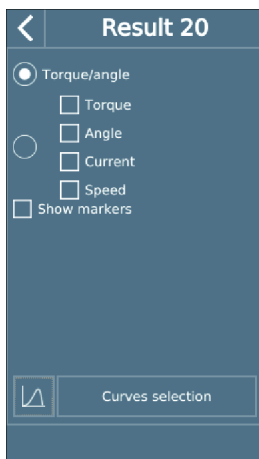 Result 20
Torque/angle
Torque
Angle
Current
Speed
Show markers
Curves selection